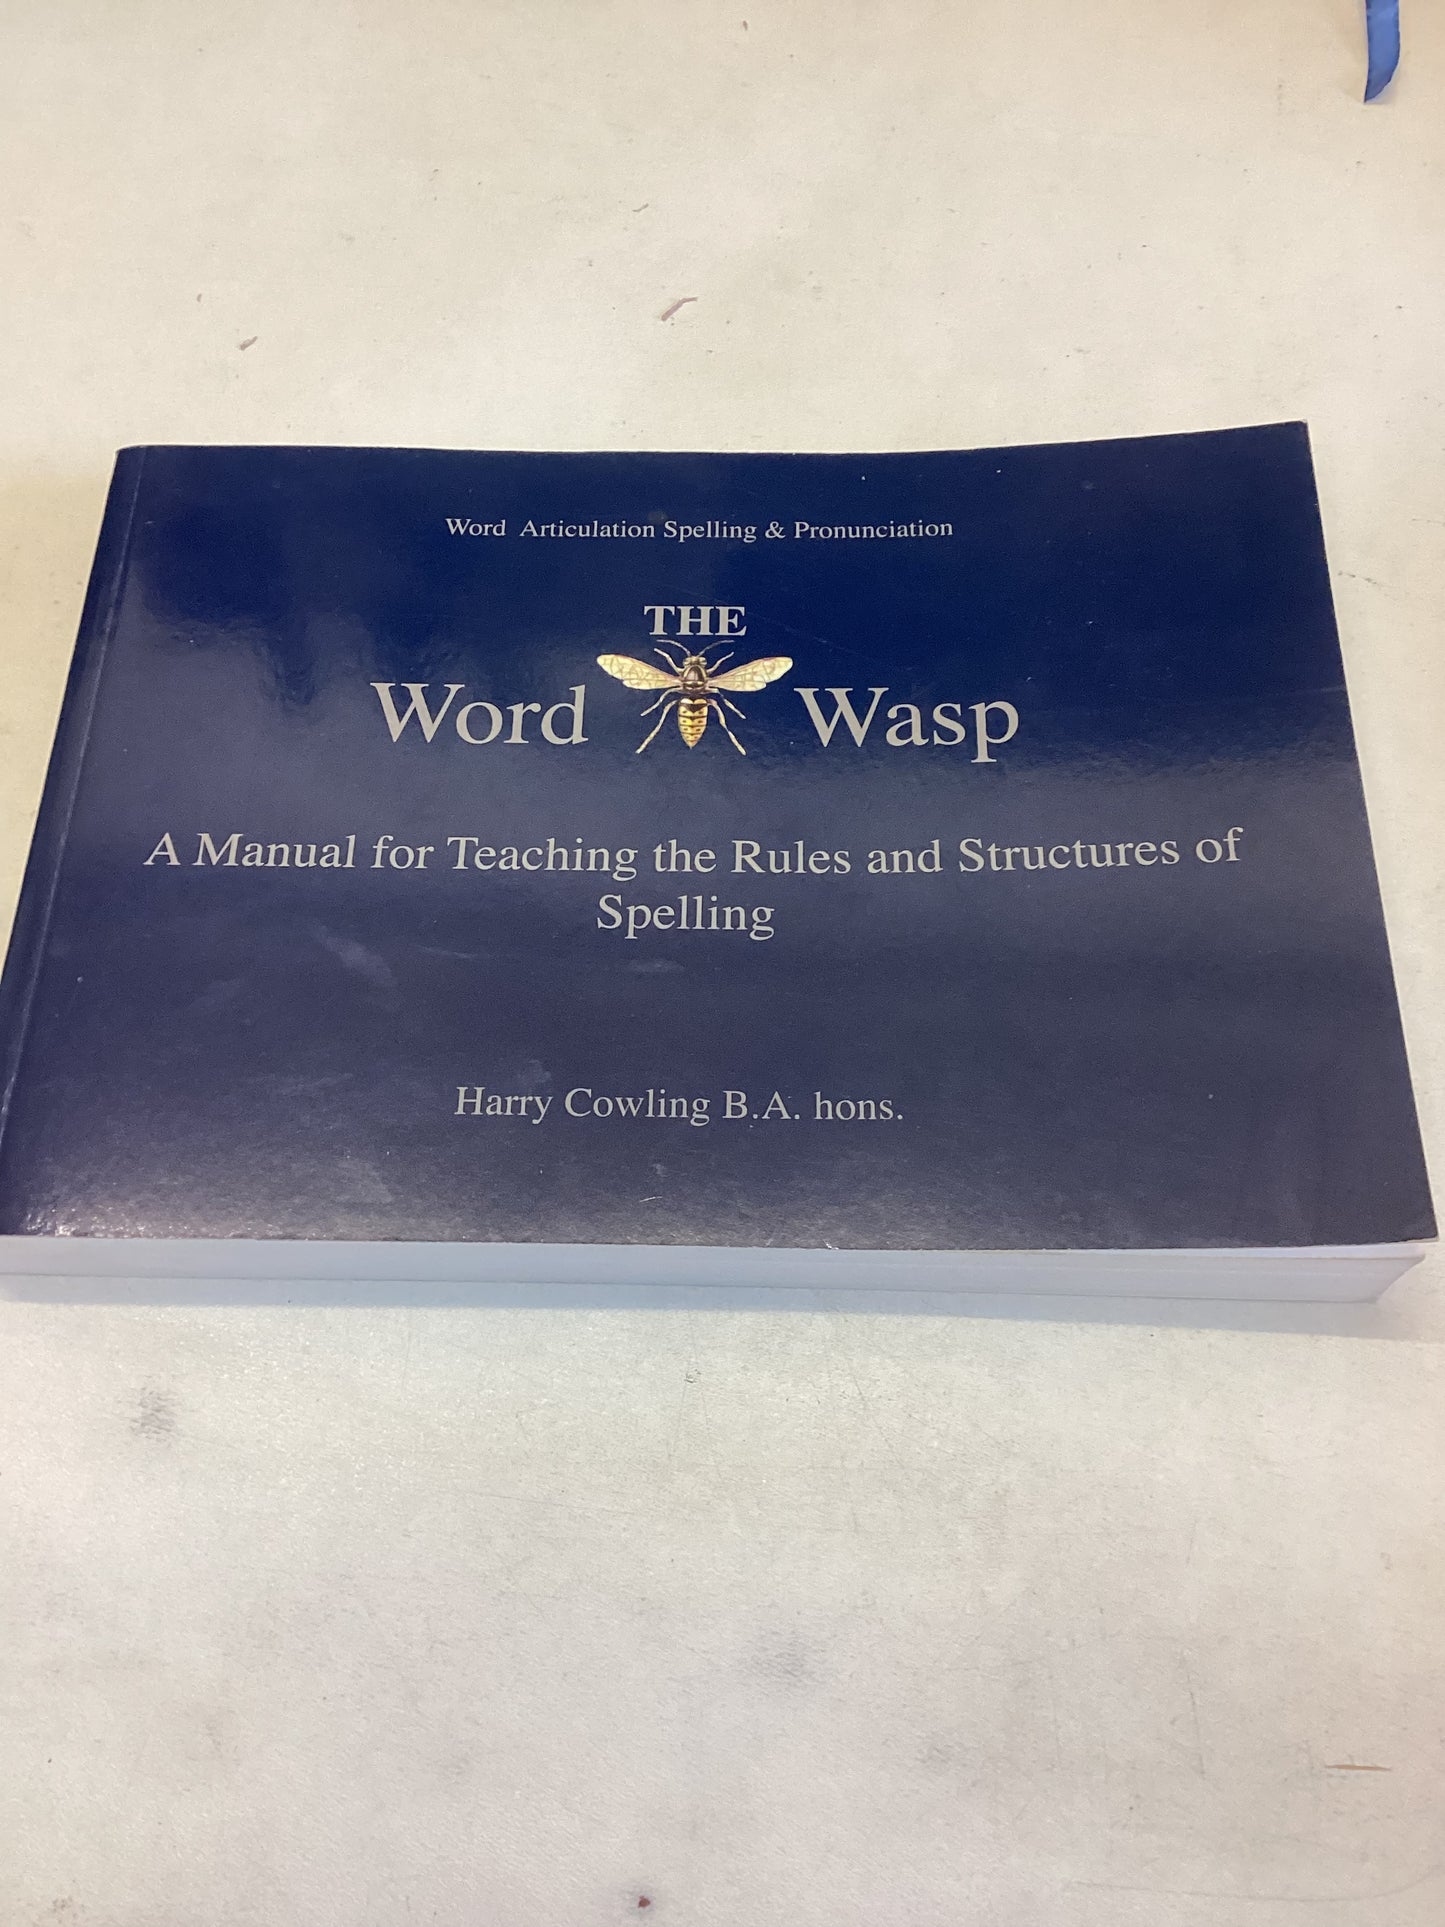 Word Articulation Spelling & Pronunciation
THE
Word Wasp
A Manual for Teaching the Rules and Structures of
Spelling
Harry Cowling B.A. hons.